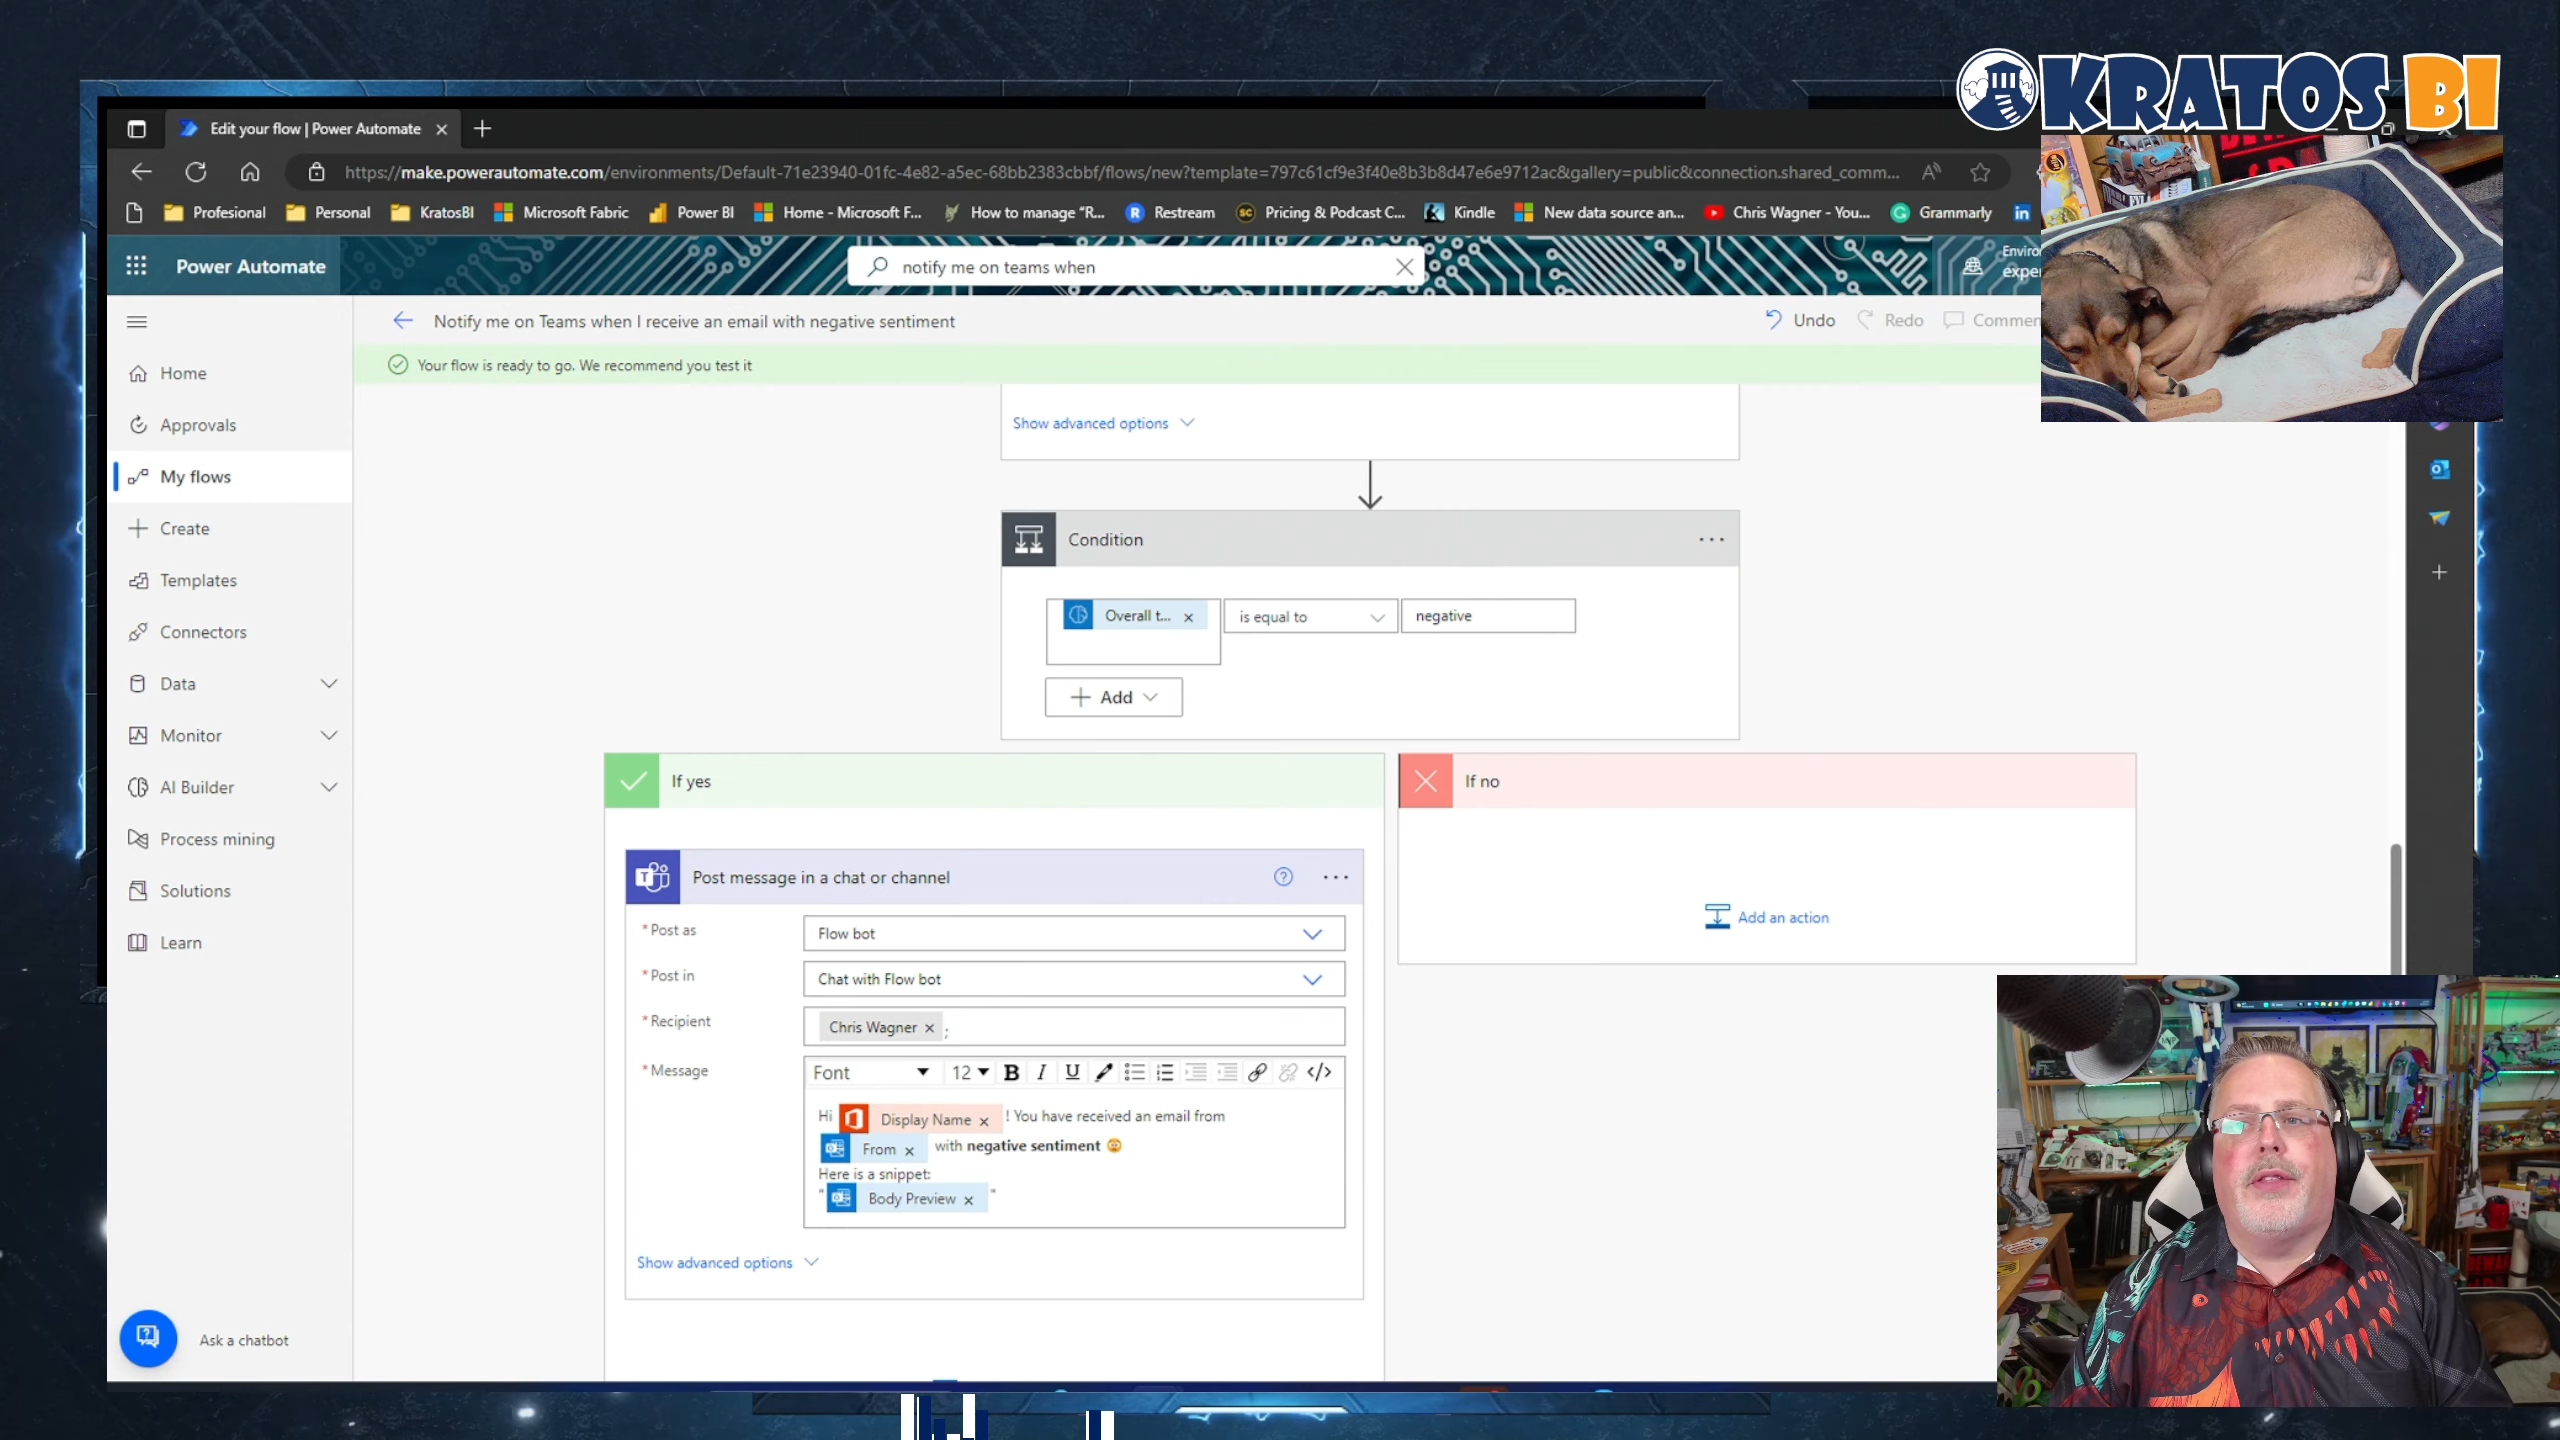 KRATOS BI
Edit your flow | Power Automate
https://make.powerautomate.com/environments/Default-71e23940-01fc-4e82-a5ec-68bb2383cbbf/flows/new?template=797c61cf9e3f40e8b3b8d47e6e9712ac&gallery=public&connection.shared_comm...
Profesional Personal KratosBI Microsoft Fabric Power BI Home - Microsoft F... How to manage "R... Restream Pricing & Podcast C... Kindle New data source an... Chris Wagner - You... Grammarly
Power Automate
notify me on teams when
Enviro
expe
Notify me on Teams when I receive an email with negative sentiment
Undo Redo Commen
Your flow is ready to go. We recommend you test it
Home
Approvals
My flows
Create
Templates
Connectors
Data
Monitor
AI Builder
Process mining
Solutions
Learn
Ask a chatbot
Show advanced options
Condition
Overall t... is equal to negative
Add
If yes
If no
Add an action
Post message in a chat or channel
* Post as Flow bot
* Post in Chat with Flow bot
* Recipient Chris Wagner ;
* Message Font 12 B I U </>
Hi Display Name ! You have received an email from
From with negative sentiment
Here is a snippet:
" Body Preview "
Show advanced options